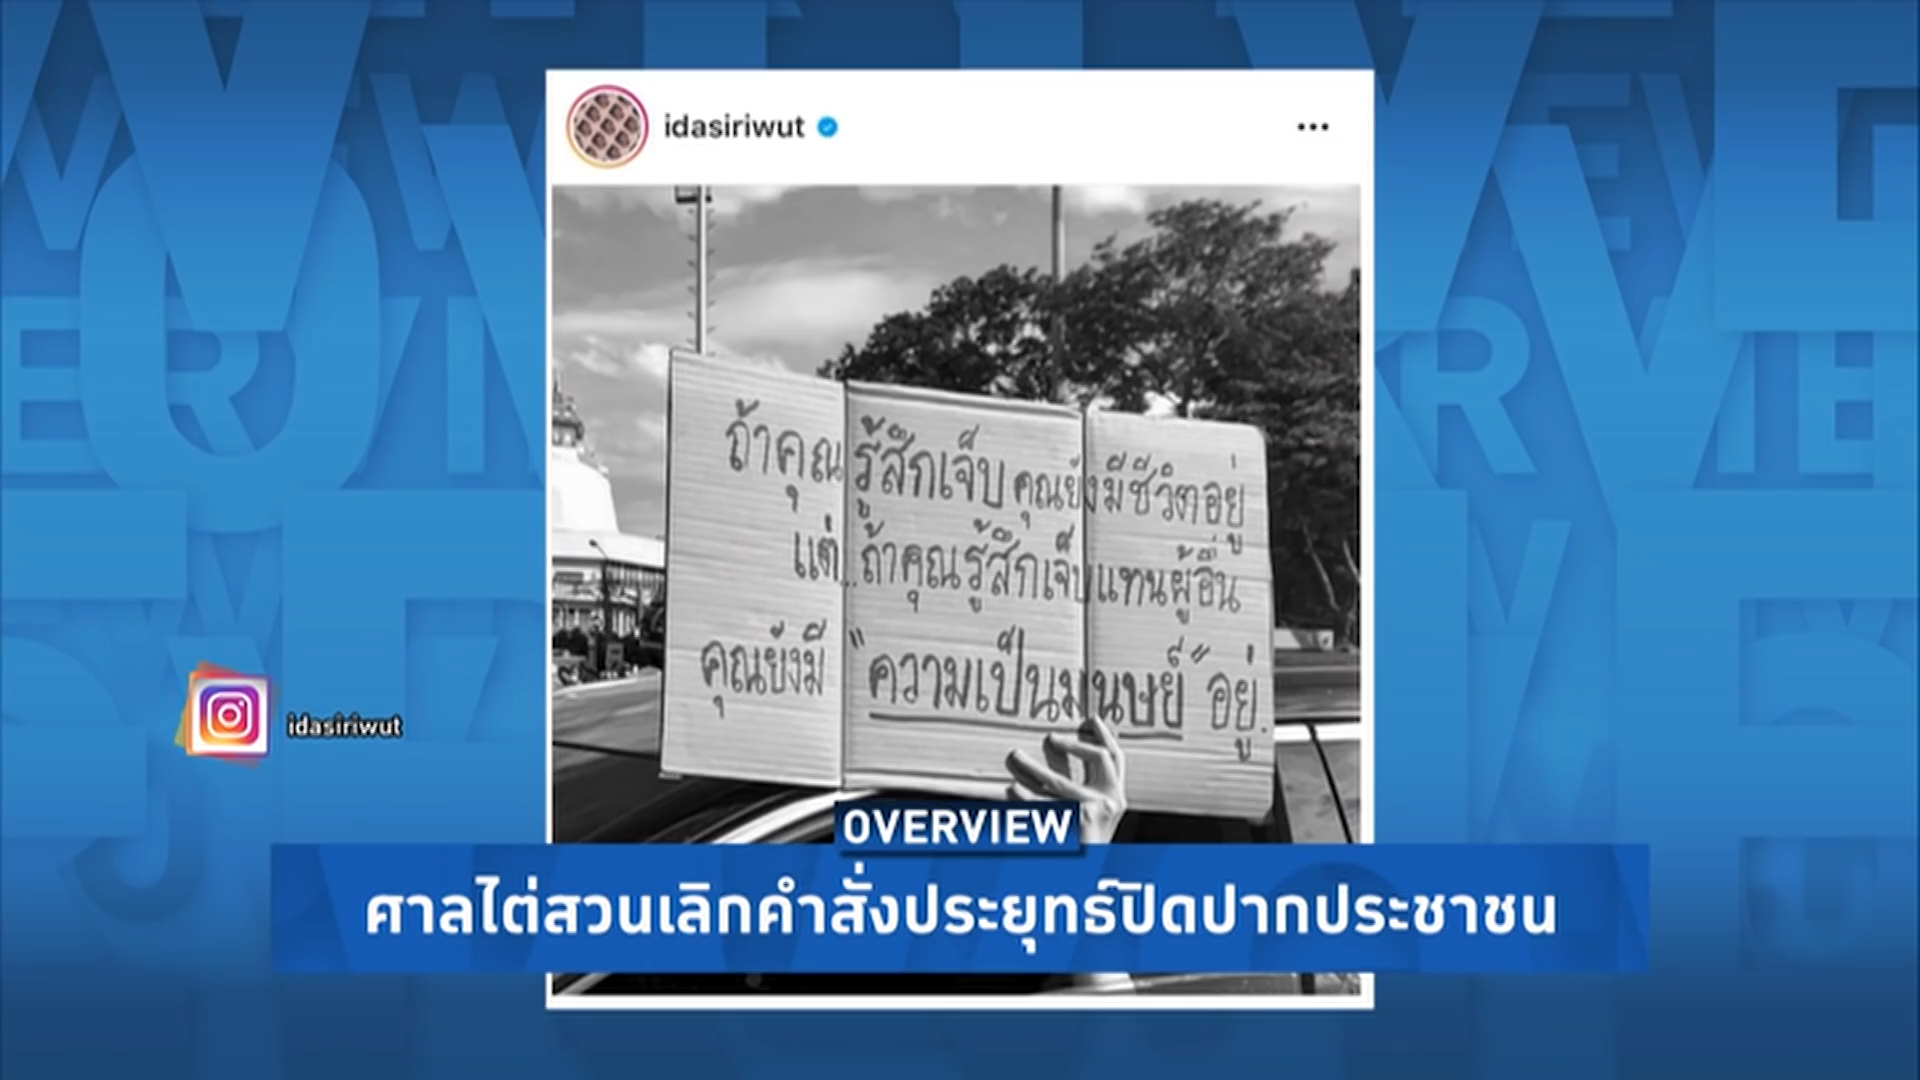 idasiriwut
ถ้าคุณรู้สึกเจ็บ คุณยังมีชีวิตอยู่
แต่..ถ้าคุณรู้สึกเจ็บแทนผู้อื่น
คุณยังมี "ความเป็นมนุษย์" อยู่.
idasiriwut
OVERVIEW
ศาลไต่สวนเลิกคำสั่งประยุทธ์ปิดปากประชาชน